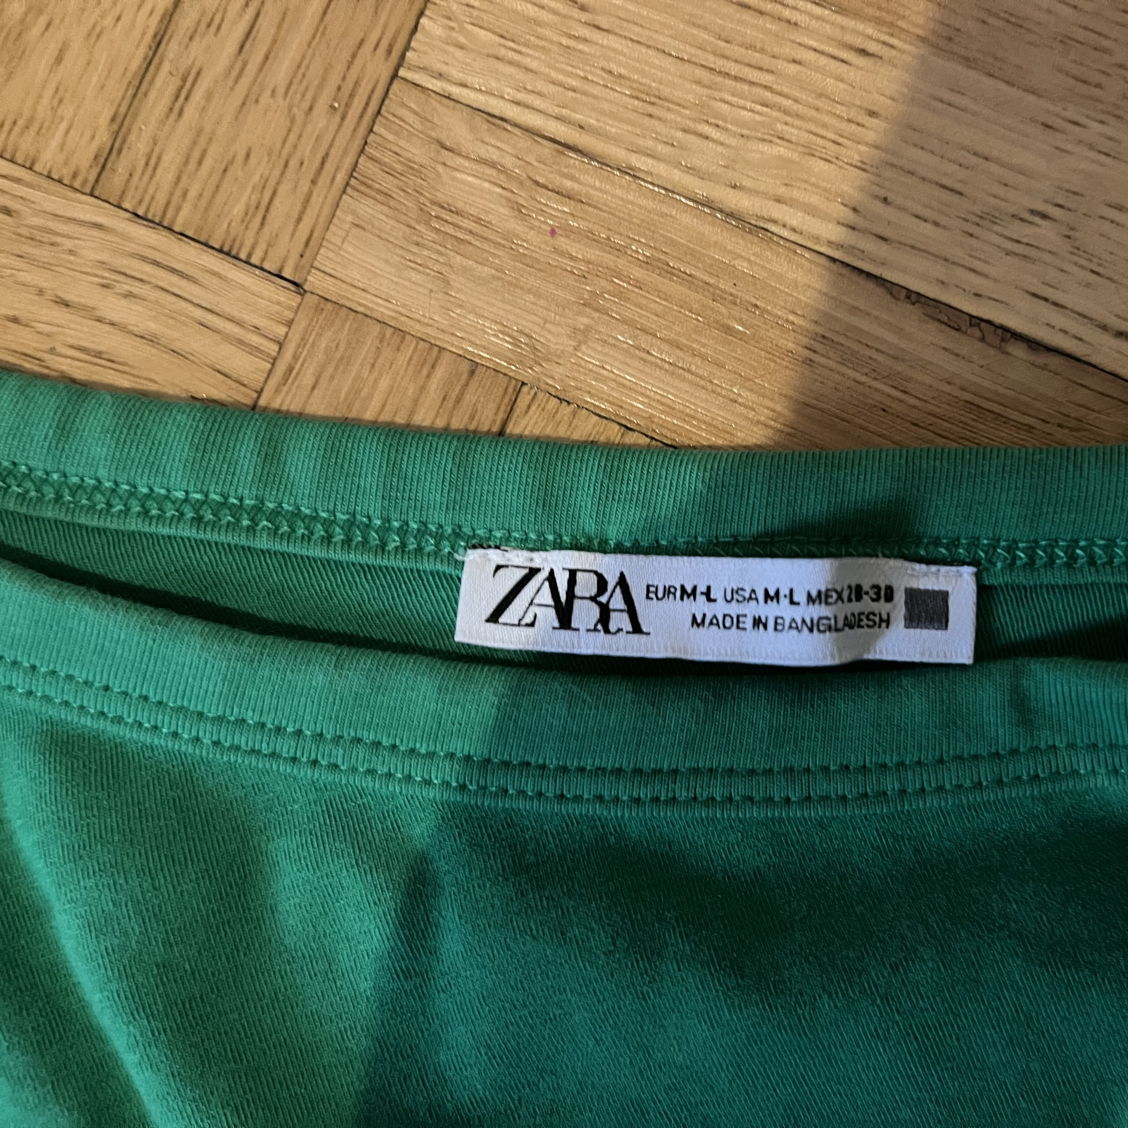 ZARA
EUR M-L USA M-L MEX 28-30
MADE IN BANGLADESH